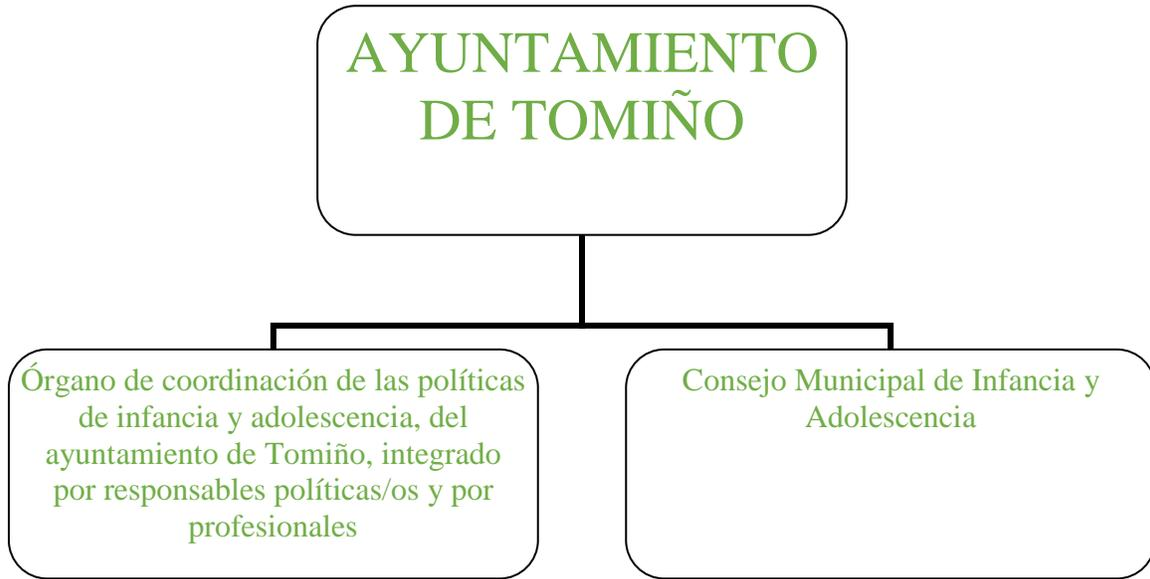 AYUNTAMIENTO
DE TOMIÑO
Órgano de coordinación de las políticas
de infancia y adolescencia, del
ayuntamiento de Tomiño, integrado
por responsables políticas/os y por
profesionales
Consejo Municipal de Infancia y
Adolescencia